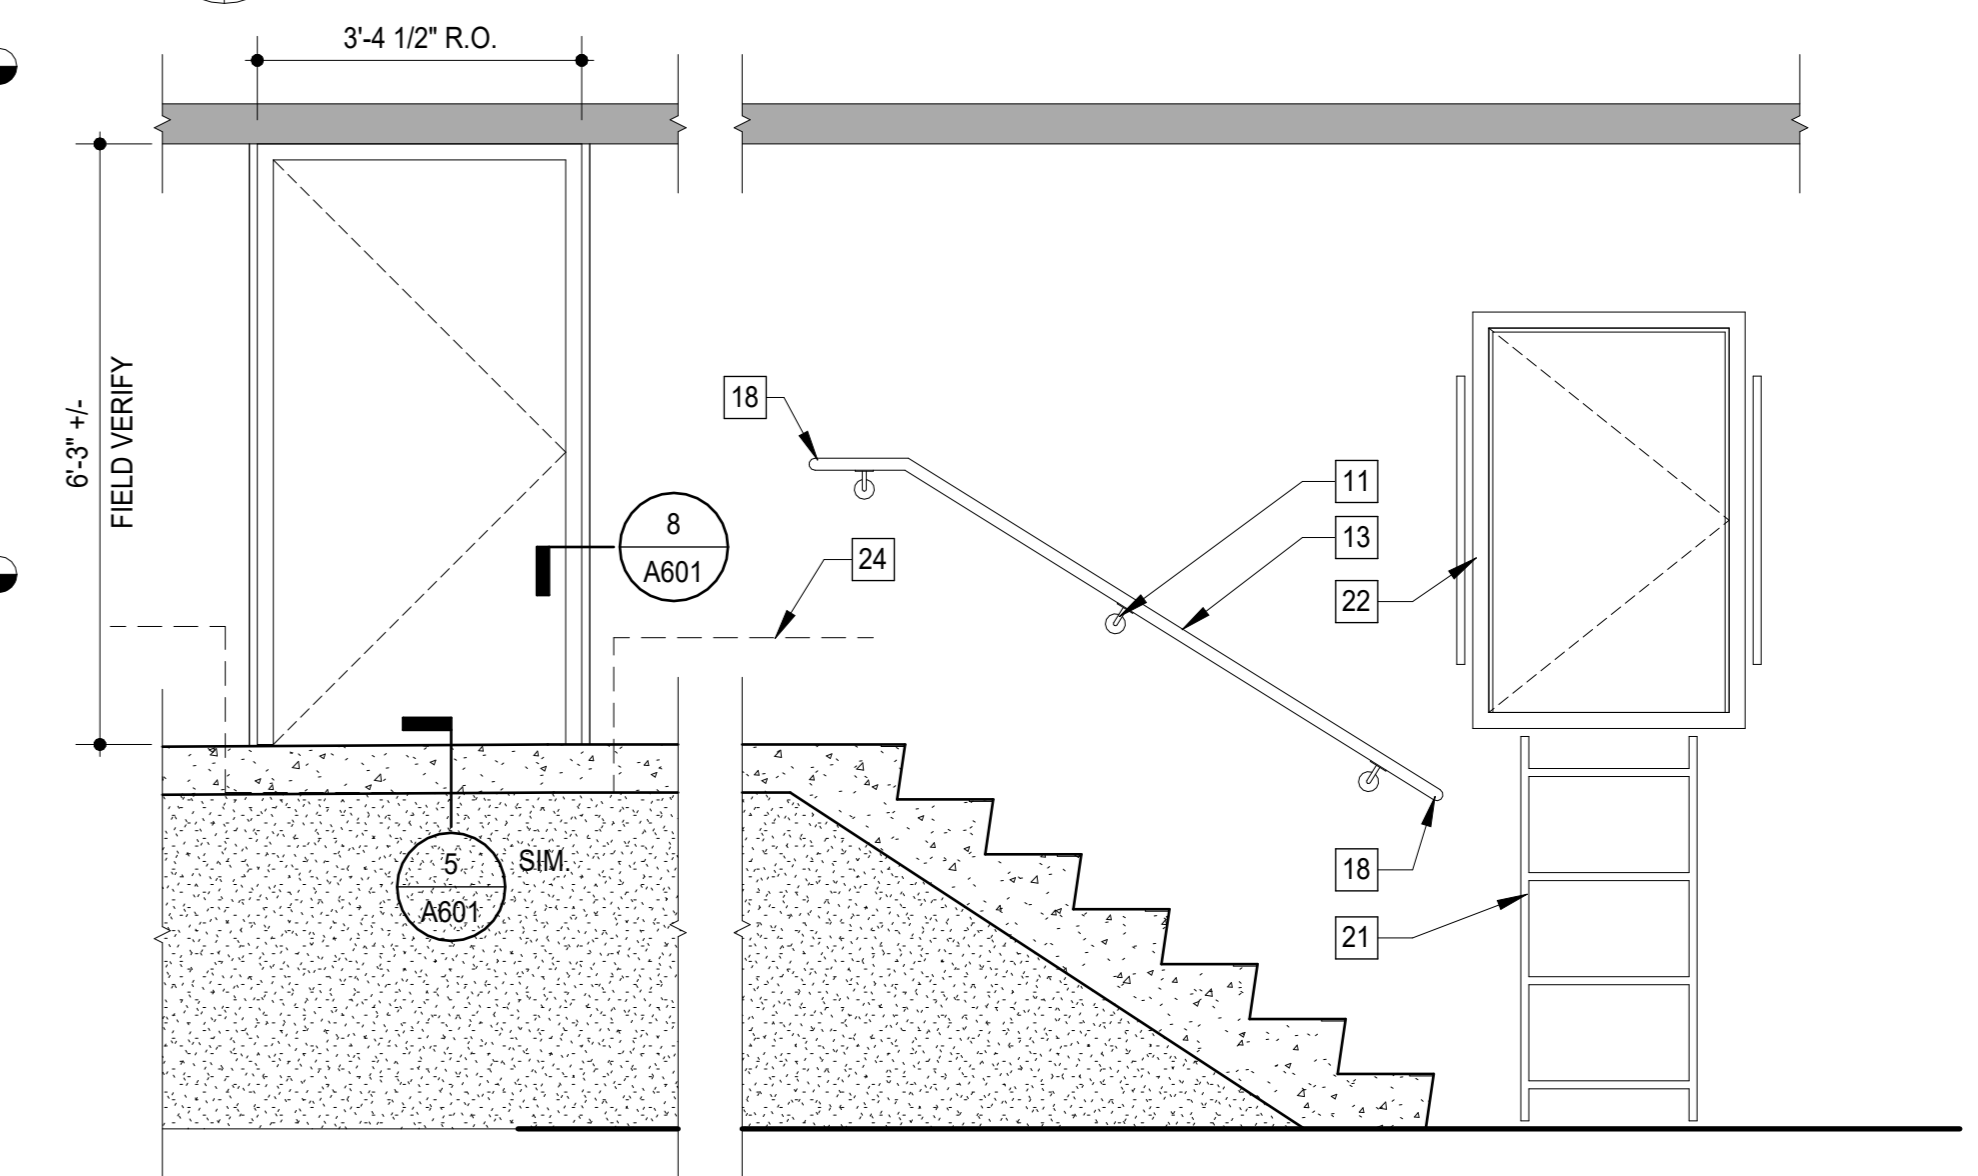 3'-4 1/2" R.O.
6'-3" +/-
FIELD VERIFY
18
11
13
8
A601
24
22
5
A601
SIM.
18
21